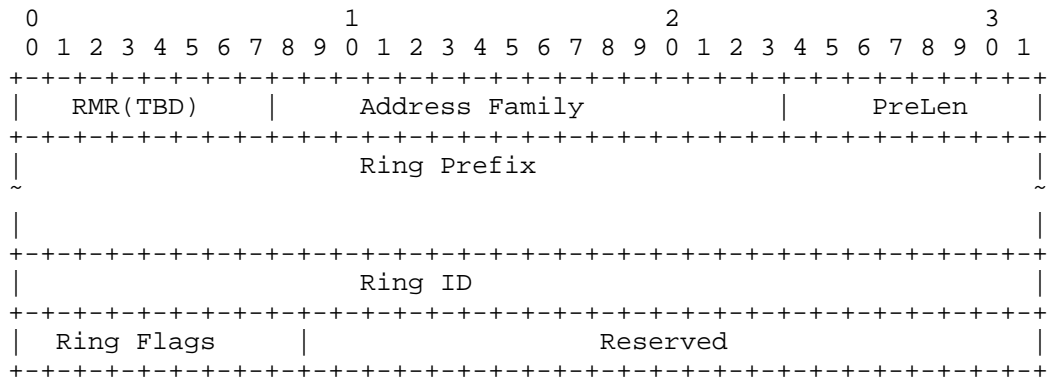 0                   1                   2                   3
 0 1 2 3 4 5 6 7 8 9 0 1 2 3 4 5 6 7 8 9 0 1 2 3 4 5 6 7 8 9 0 1
+-+-+-+-+-+-+-+-+-+-+-+-+-+-+-+-+-+-+-+-+-+-+-+-+-+-+-+-+-+-+-+-+
|   RMR(TBD)    |     Address Family            |     PreLen    |
+-+-+-+-+-+-+-+-+-+-+-+-+-+-+-+-+-+-+-+-+-+-+-+-+-+-+-+-+-+-+-+-+
|                     Ring Prefix                               |
~                                                               ~
|                                                               |
+-+-+-+-+-+-+-+-+-+-+-+-+-+-+-+-+-+-+-+-+-+-+-+-+-+-+-+-+-+-+-+-+
|                     Ring ID                                   |
+-+-+-+-+-+-+-+-+-+-+-+-+-+-+-+-+-+-+-+-+-+-+-+-+-+-+-+-+-+-+-+-+
|  Ring Flags     |                  Reserved                   |
+-+-+-+-+-+-+-+-+-+-+-+-+-+-+-+-+-+-+-+-+-+-+-+-+-+-+-+-+-+-+-+-+